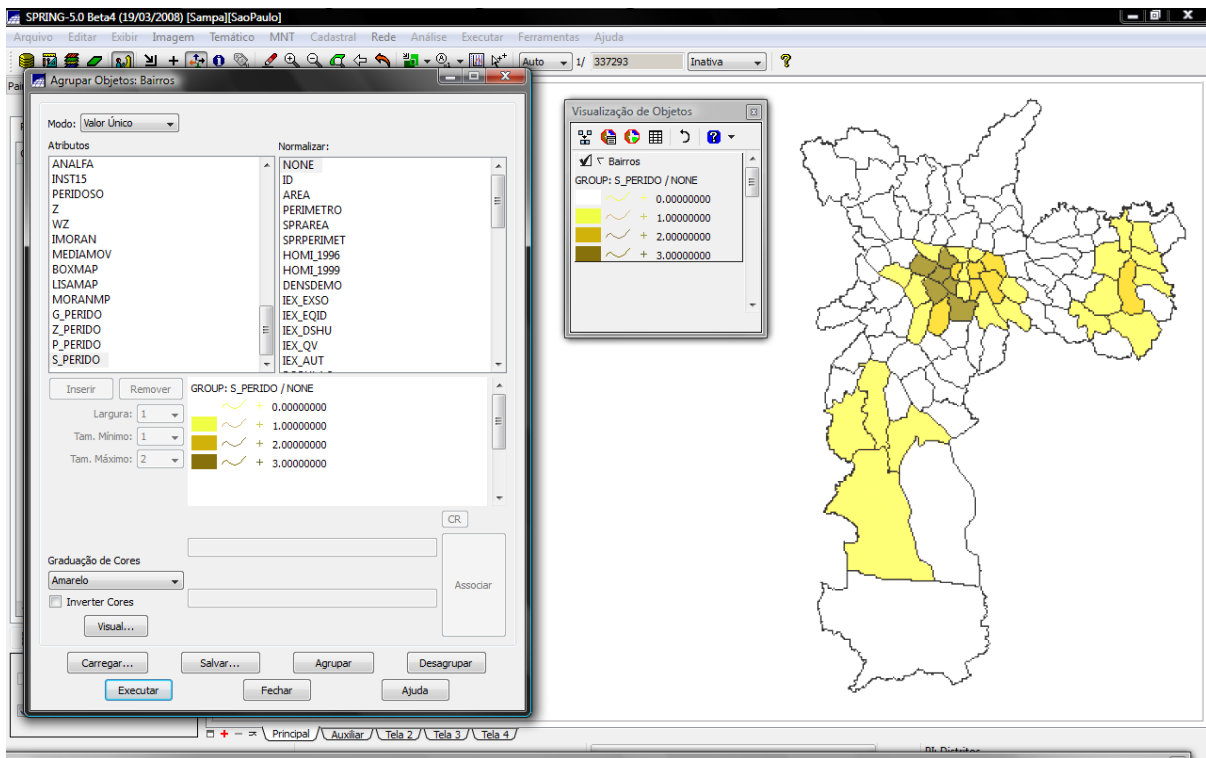 SPRING-5.0 Beta4 (19/03/2008) [Sampa][SaoPaulo]
Arquivo Editar Exibir Imagem Temático MNT Cadastral Rede Análise Executar Ferramentas Ajuda
Auto 1/ 337293 Inativa
Agrupar Objetos: Bairros
Modo: Valor Único
Atributos
ANALFA
INST15
PERIDOSO
Z
WZ
IMORAN
MEDIAMOV
BOXMAP
LISAMAP
MORANMP
G_PERIDO
Z_PERIDO
P_PERIDO
S_PERIDO
Normalizar:
NONE
ID
AREA
PERIMETRO
SPRAREA
SPRPERIMET
HOMI_1996
HOMI_1999
DENSDEMO
IEX_EXSO
IEX_EQID
IEX_DSHU
IEX_QV
IEX_AUT
Inserir Remover
Largura: 1
Tam. Mínimo: 1
Tam. Máximo: 2
GROUP: S_PERIDO / NONE
0.00000000
1.00000000
2.00000000
3.00000000
CR
Graduação de Cores
Amarelo
Inverter Cores
Visual...
Associar
Carregar... Salvar... Agrupar Desagrupar
Executar Fechar Ajuda
Visualização de Objetos
Bairros
GROUP: S_PERIDO / NONE
0.00000000
1.00000000
2.00000000
3.00000000
Principal Auxiliar Tela 2 Tela 3 Tela 4